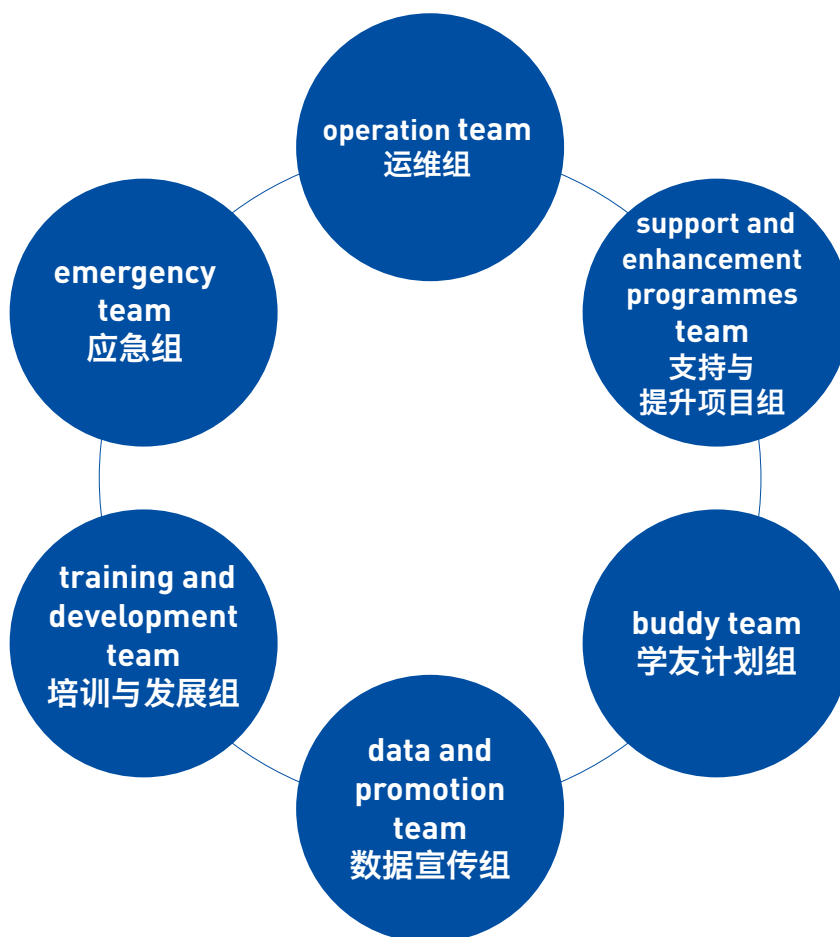 operation team
运维组
support and
enhancement
programmes
team
支持与
提升项目组
buddy team
学友计划组
data and
promotion
team
数据宣传组
training and
development
team
培训与发展组
emergency
team
应急组